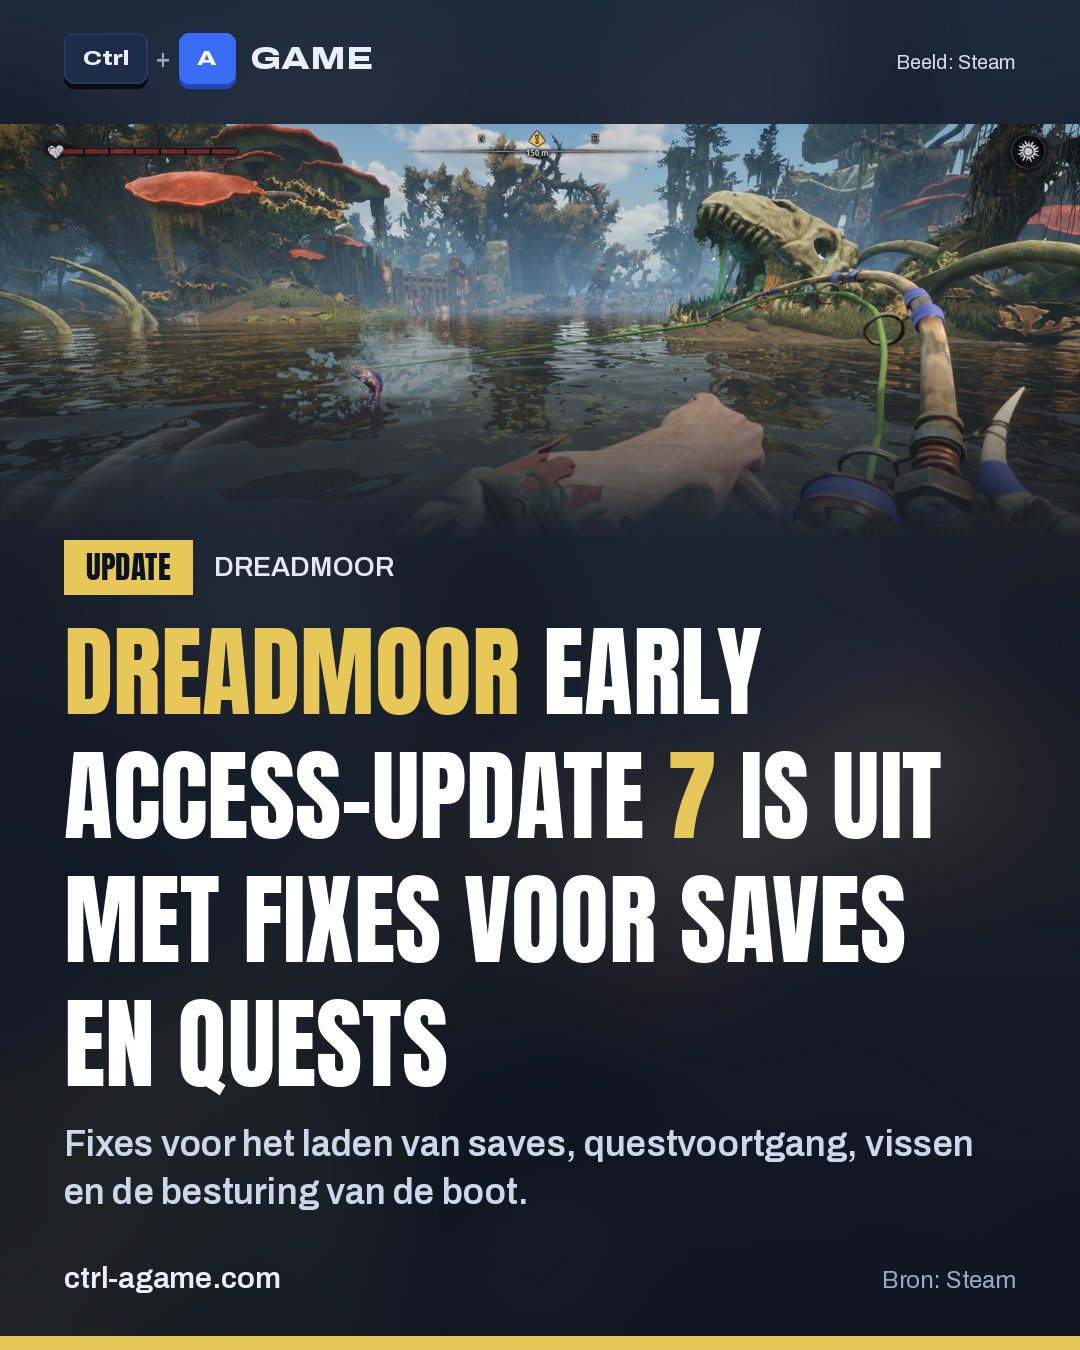 Ctrl + A GAME
Beeld: Steam
N E
150 m
UPDATE DREADMOOR
DREADMOOR EARLY
ACCESS-UPDATE 7 IS UIT
MET FIXES VOOR SAVES
EN QUESTS
Fixes voor het laden van saves, questvoortgang, vissen
en de besturing van de boot.
ctrl-agame.com
Bron: Steam